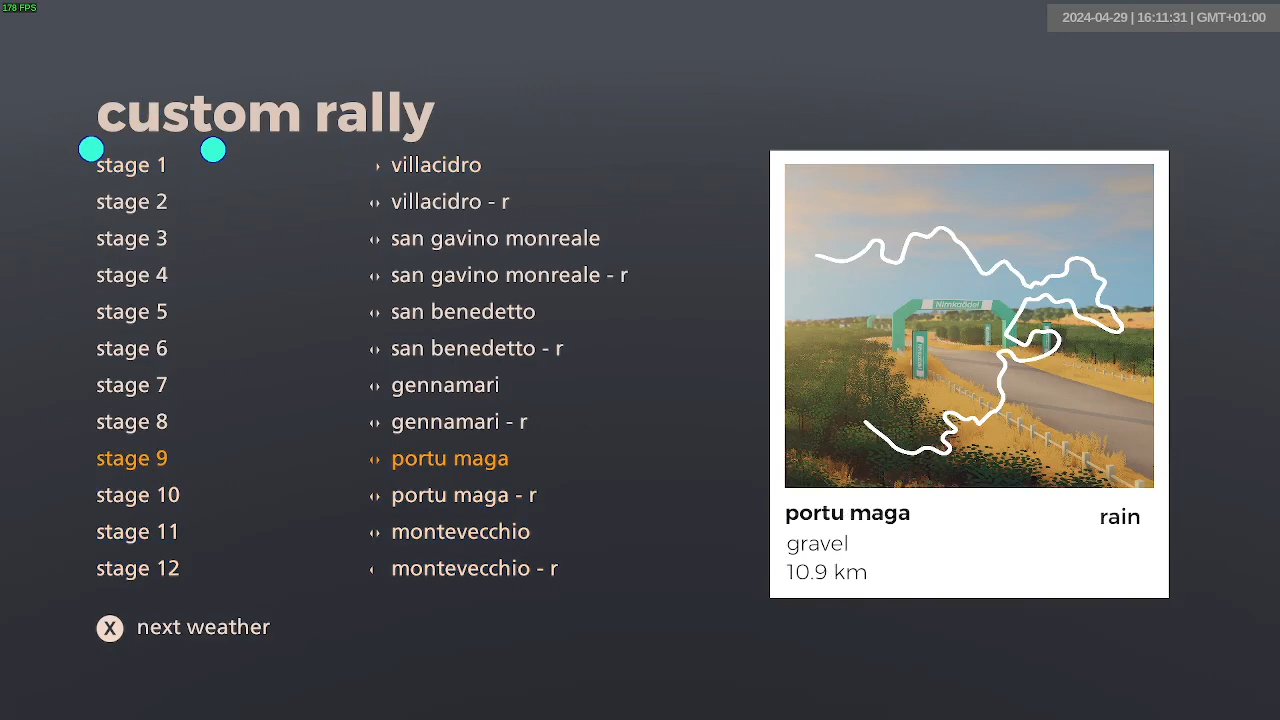 178 FPS
2024-04-29 | 16:11:31 | GMT+01:00
custom rally
stage 1 villacidro
stage 2 villacidro - r
stage 3 san gavino monreale
stage 4 san gavino monreale - r
stage 5 san benedetto
stage 6 san benedetto - r
stage 7 gennamari
stage 8 gennamari - r
stage 9 portu maga
stage 10 portu maga - r
stage 11 montevecchio
stage 12 montevecchio - r
X next weather
portu maga rain
gravel
10.9 km